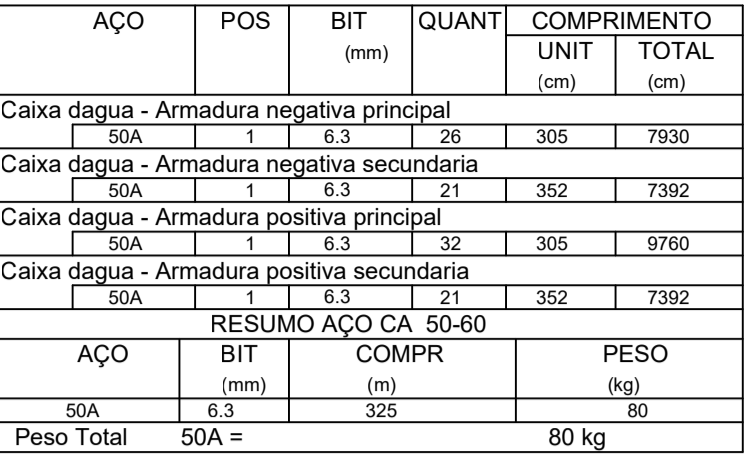 AÇO POS BIT QUANT COMPRIMENTO
(mm) UNIT TOTAL
(cm) (cm)
Caixa dagua - Armadura negativa principal
50A 1 6.3 26 305 7930
Caixa dagua - Armadura negativa secundaria
50A 1 6.3 21 352 7392
Caixa dagua - Armadura positiva principal
50A 1 6.3 32 305 9760
Caixa dagua - Armadura positiva secundaria
50A 1 6.3 21 352 7392
RESUMO AÇO CA 50-60
AÇO BIT COMPR PESO
(mm) (m) (kg)
50A 6.3 325 80
Peso Total 50A = 80 kg